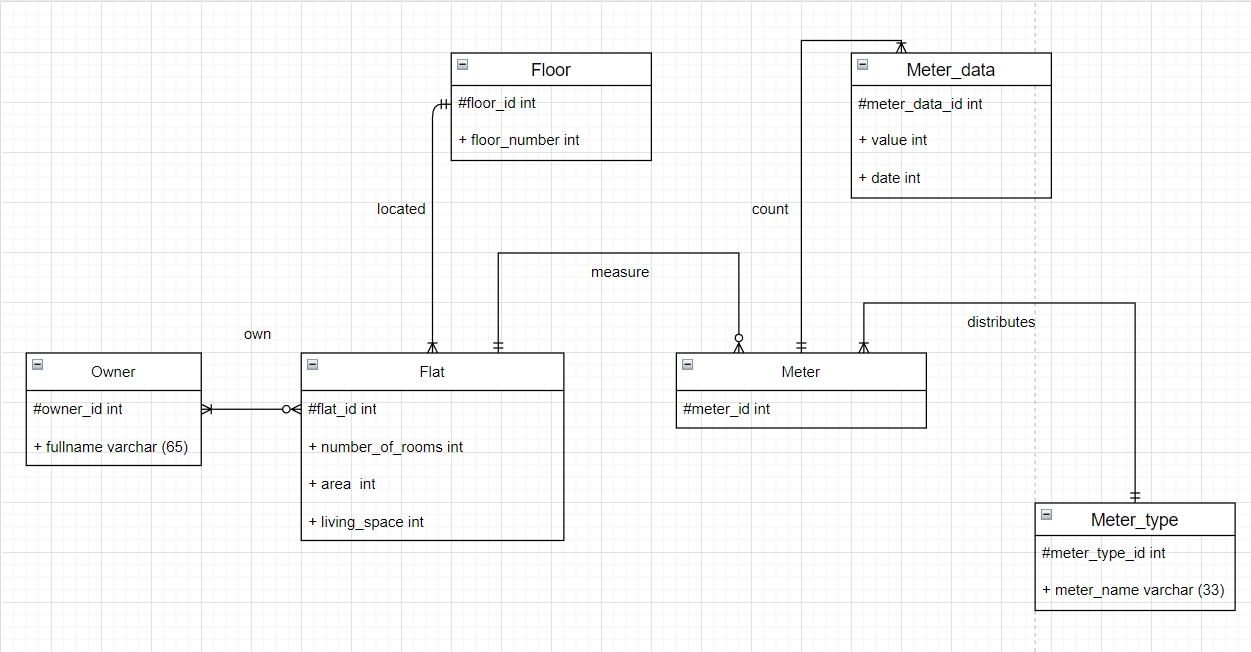 Floor
#floor_id int
+ floor_number int
Meter_data
#meter_data_id int
+ value int
+ date int
located
count
measure
distributes
own
Owner
#owner_id int
+ fullname varchar (65)
Flat
#flat_id int
+ number_of_rooms int
+ area  int
+ living_space int
Meter
#meter_id int
Meter_type
#meter_type_id int
+ meter_name varchar (33)